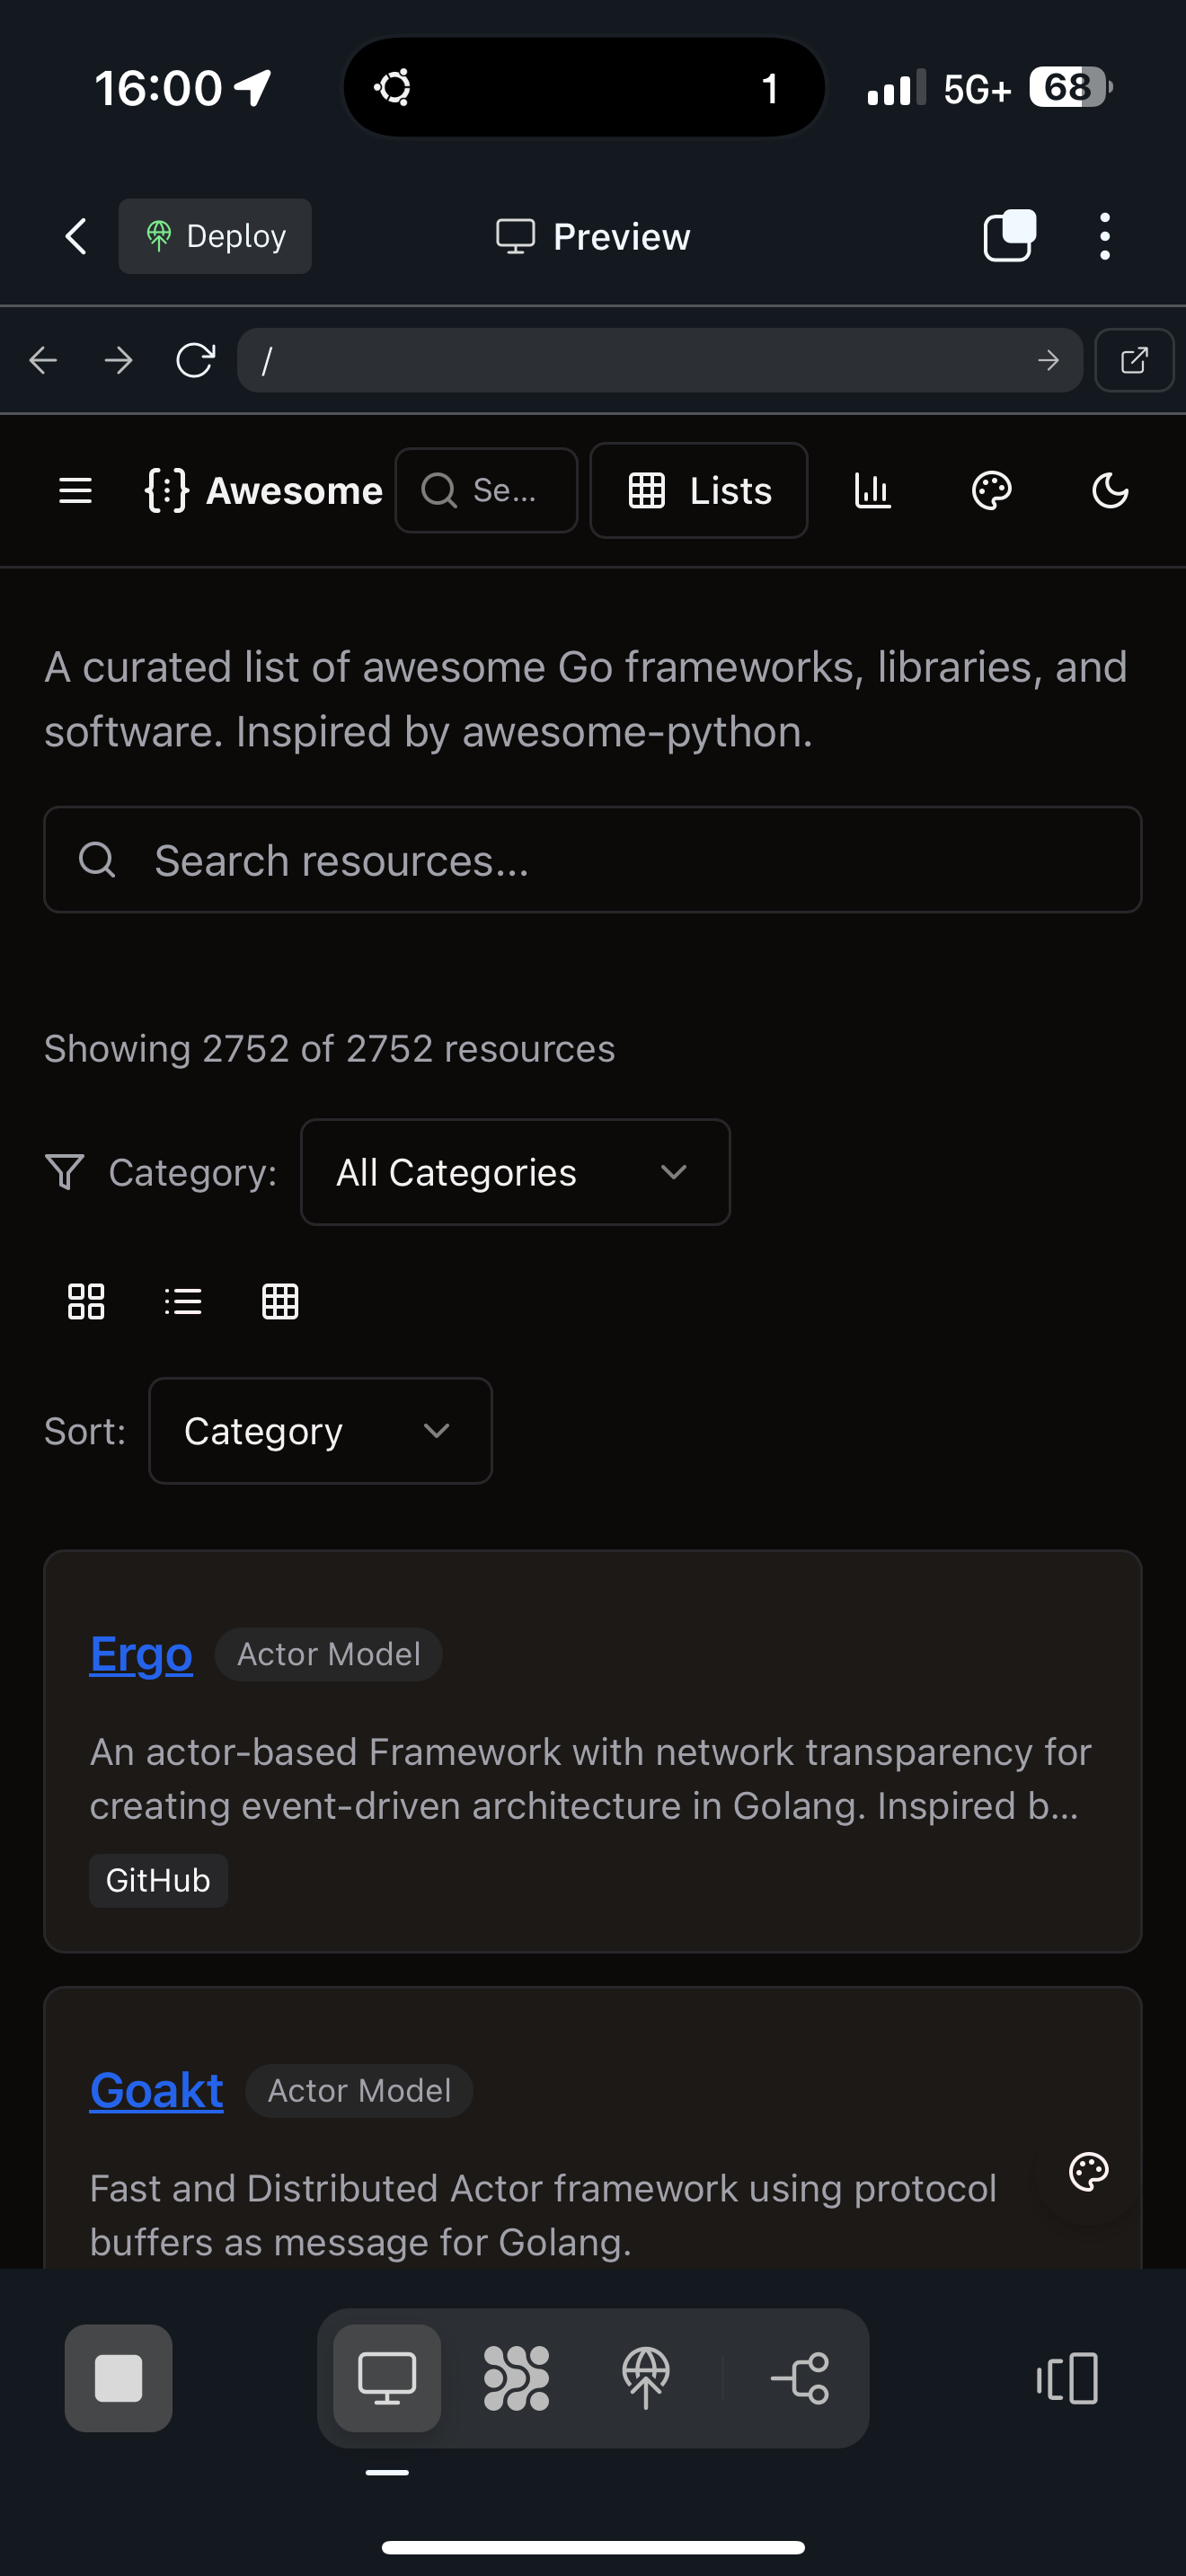 16:00
1
5G+
68
Deploy
Preview
/
Awesome
Se...
Lists
A curated list of awesome Go frameworks, libraries, and
software. Inspired by awesome-python.
Search resources...
Showing 2752 of 2752 resources
Category:
All Categories
Sort:
Category
Ergo
Actor Model
An actor-based Framework with network transparency for
creating event-driven architecture in Golang. Inspired b...
GitHub
Goakt
Actor Model
Fast and Distributed Actor framework using protocol
buffers as message for Golang.